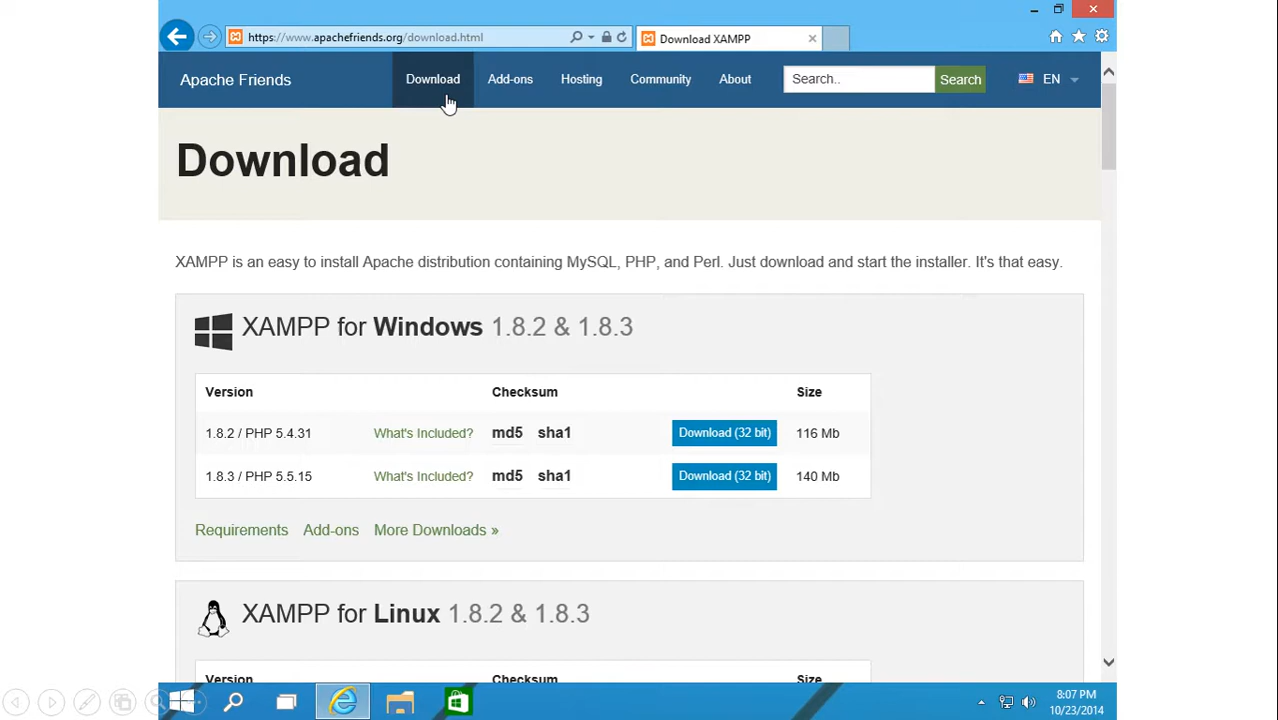 https://www.apachefriends.org/download.html
Download XAMPP
Apache Friends
Download
Add-ons
Hosting
Community
About
Search..
Search
EN
Download
XAMPP is an easy to install Apache distribution containing MySQL, PHP, and Perl. Just download and start the installer. It's that easy.
XAMPP for Windows 1.8.2 & 1.8.3
Version Checksum Size
1.8.2 / PHP 5.4.31 What's Included? md5 sha1 Download (32 bit) 116 Mb
1.8.3 / PHP 5.5.15 What's Included? md5 sha1 Download (32 bit) 140 Mb
Requirements Add-ons More Downloads »
XAMPP for Linux 1.8.2 & 1.8.3
Version Checksum Size
8:07 PM
10/23/2014